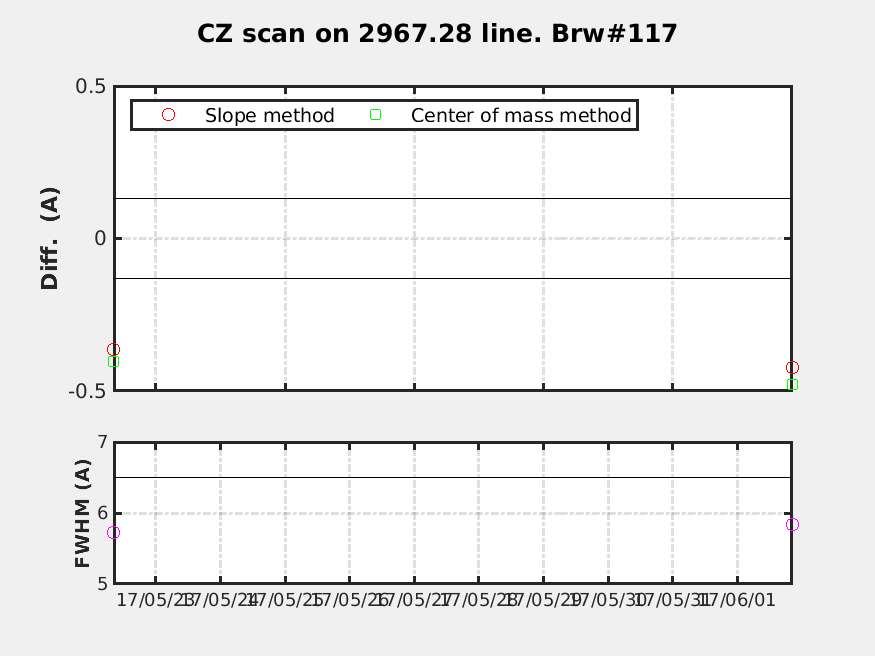 CZ scan on 2967.28 line. Brw#117
0.5
Slope method Center of mass method
Diff. (A)
0
-0.5
7
FWHM (A)
6
5
17/05/23 17/05/24 17/05/25 17/05/26 17/05/27 17/05/28 17/05/29 17/05/30 17/05/31 17/06/01